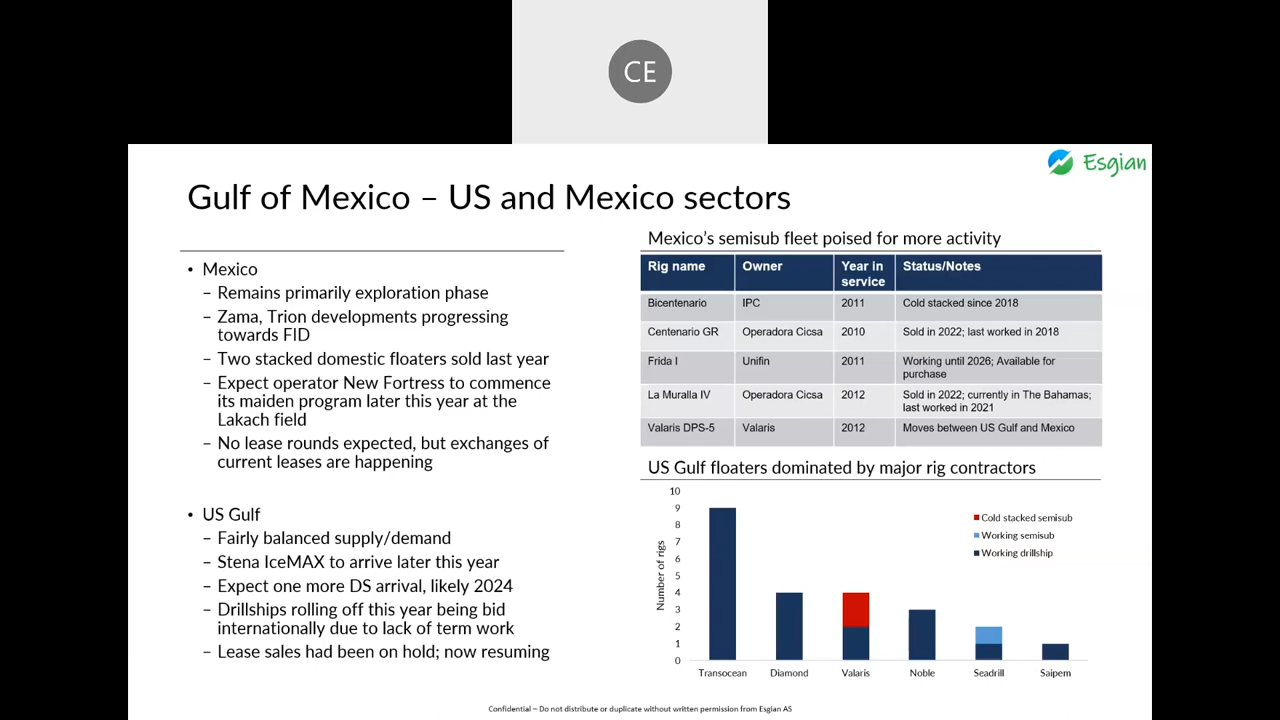 CE
Esgian
Gulf of Mexico – US and Mexico sectors
• Mexico
– Remains primarily exploration phase
– Zama, Trion developments progressing
towards FID
– Two stacked domestic floaters sold last year
– Expect operator New Fortress to commence
its maiden program later this year at the
Lakach field
– No lease rounds expected, but exchanges of
current leases are happening
• US Gulf
– Fairly balanced supply/demand
– Stena IceMAX to arrive later this year
– Expect one more DS arrival, likely 2024
– Drillships rolling off this year being bid
internationally due to lack of term work
– Lease sales had been on hold; now resuming
Mexico's semisub fleet poised for more activity
Rig name Owner Year in Status/Notes
service
Bicentenario IPC 2011 Cold stacked since 2018
Centenario GR Operadora Cicsa 2010 Sold in 2022; last worked in 2018
Frida I Unifin 2011 Working until 2026; Available for
purchase
La Muralla IV Operadora Cicsa 2012 Sold in 2022; currently in The Bahamas;
last worked in 2021
Valaris DPS-5 Valaris 2012 Moves between US Gulf and Mexico
US Gulf floaters dominated by major rig contractors
Number of rigs
10
9
8
7
6
5
4
3
2
1
0
Cold stacked semisub
Working semisub
Working drillship
Transocean Diamond Valaris Noble Seadrill Saipem
Confidential – Do not distribute or duplicate without written permission from Esgian AS